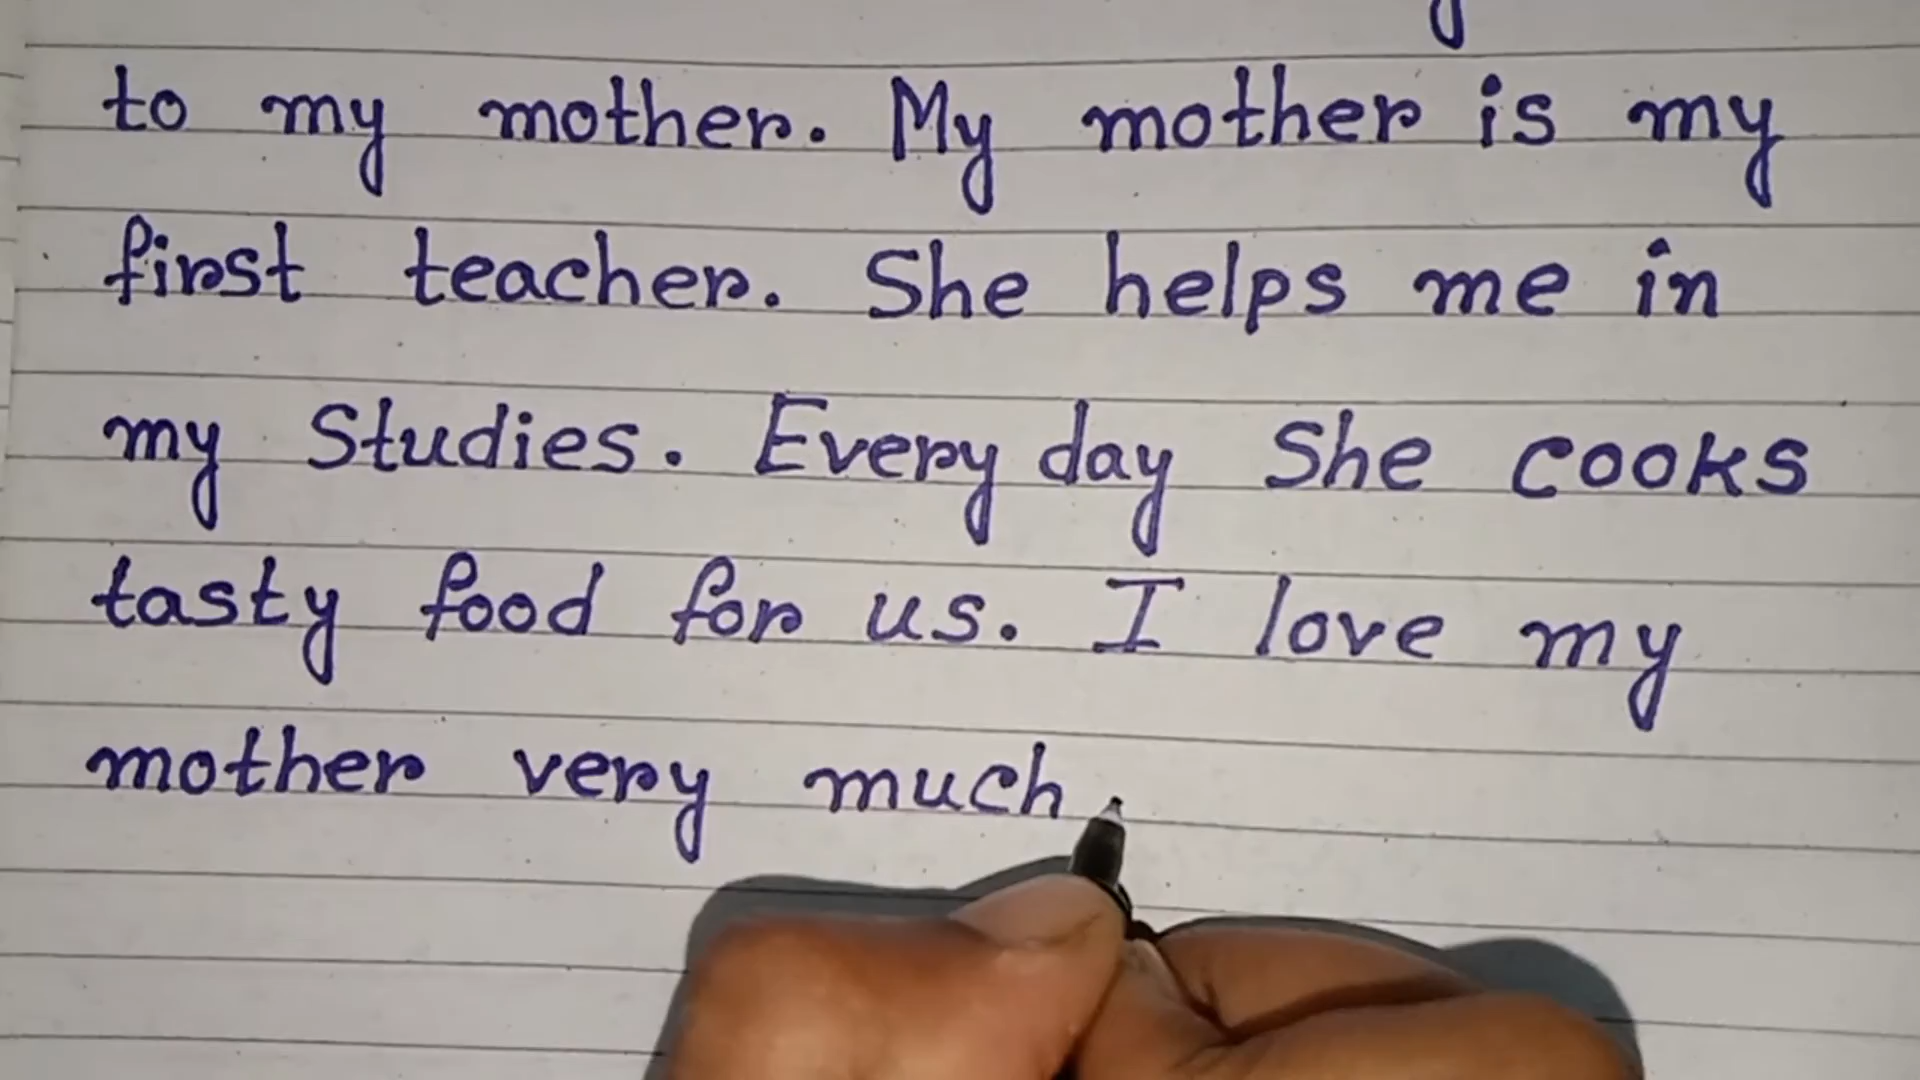 to my mother. My mother is my
first teacher. She helps me in
my Studies. Every day She cooks
tasty food for us. I love my
mother very much.